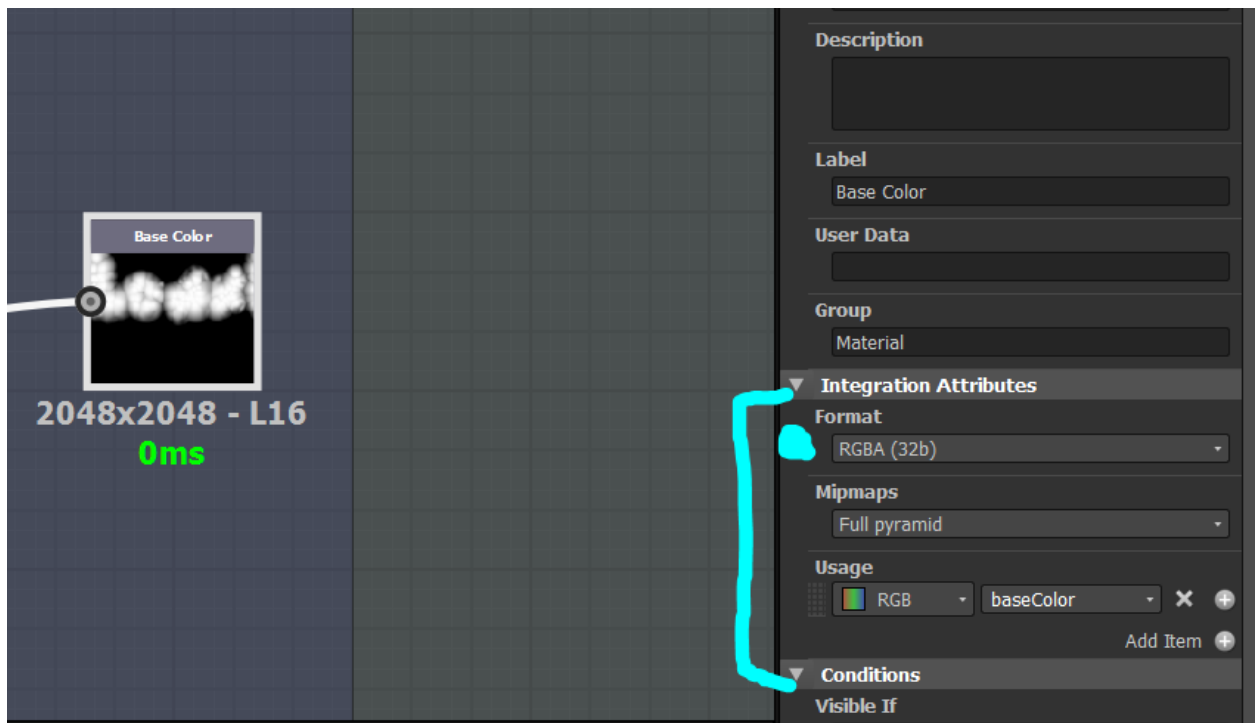 Description
Label
Base Color
User Data
Group
Material
Integration Attributes
Format
RGBA (32b)
Mipmaps
Full pyramid
Usage
RGB baseColor
Add Item
Conditions
Visible If
Base Color
2048x2048 - L16
0ms